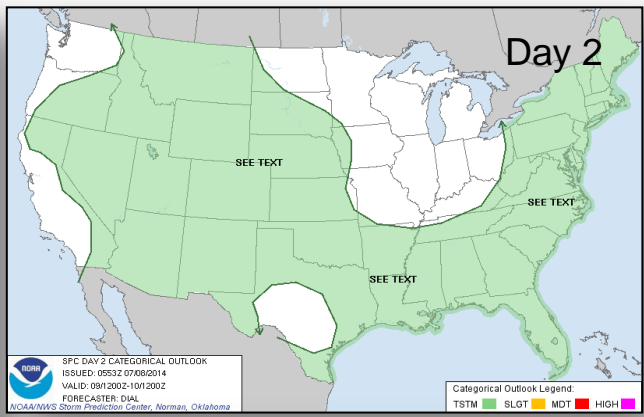 Day 2
SEE TEXT
SEE TEXT
SEE TEXT
NOAA
SPC DAY 2 CATEGORICAL OUTLOOK
ISSUED: 0553Z 07/08/2014
VALID: 09/1200Z-10/1200Z
FORECASTER: DIAL
NOAA/NWS Storm Prediction Center, Norman, Oklahoma
Categorical Outlook Legend:
TSTM SLGT MDT HIGH